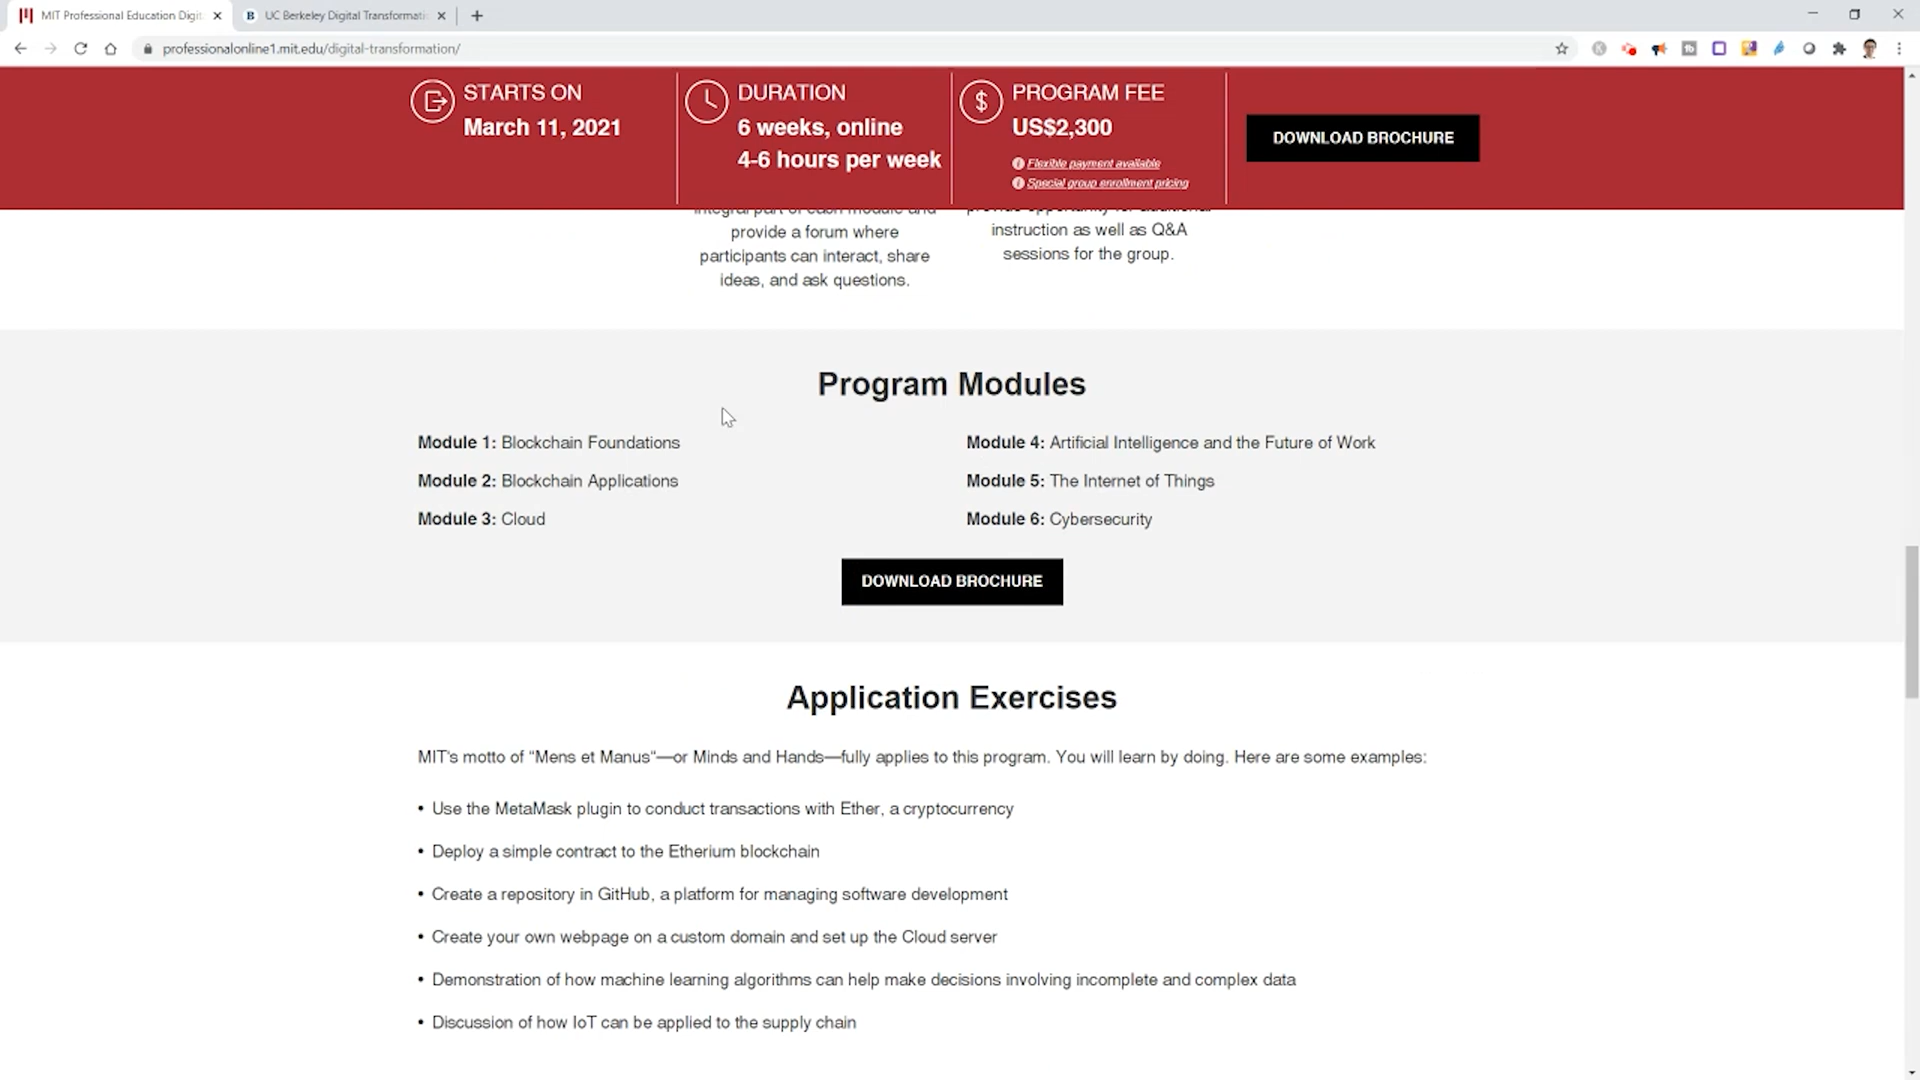 MIT Professional Education Digit
UC Berkeley Digital Transformati
professionalonline1.mit.edu/digital-transformation/
STARTS ON
March 11, 2021
DURATION
6 weeks, online
4-6 hours per week
PROGRAM FEE
US$2,300
Flexible payment available
Special group enrollment pricing
DOWNLOAD BROCHURE
integral part of each module and
provide a forum where
participants can interact, share
ideas, and ask questions.
provide opportunity for additional
instruction as well as Q&A
sessions for the group.
Program Modules
Module 1: Blockchain Foundations
Module 2: Blockchain Applications
Module 3: Cloud
Module 4: Artificial Intelligence and the Future of Work
Module 5: The Internet of Things
Module 6: Cybersecurity
DOWNLOAD BROCHURE
Application Exercises
MIT's motto of "Mens et Manus"—or Minds and Hands—fully applies to this program. You will learn by doing. Here are some examples:
• Use the MetaMask plugin to conduct transactions with Ether, a cryptocurrency
• Deploy a simple contract to the Etherium blockchain
• Create a repository in GitHub, a platform for managing software development
• Create your own webpage on a custom domain and set up the Cloud server
• Demonstration of how machine learning algorithms can help make decisions involving incomplete and complex data
• Discussion of how IoT can be applied to the supply chain